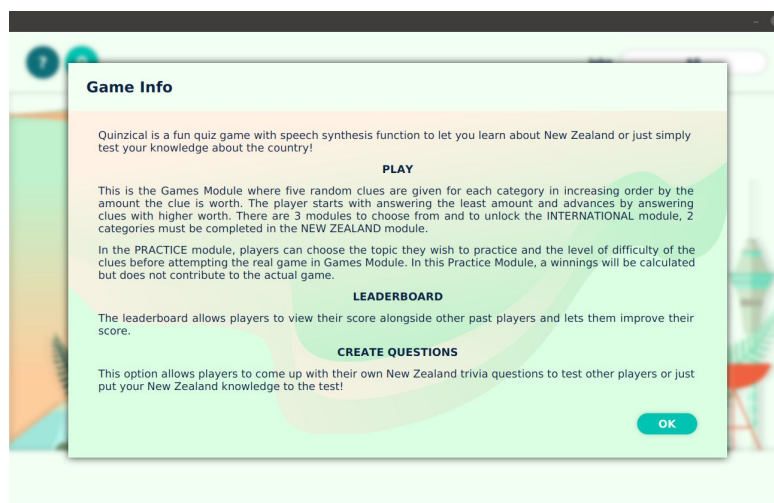 ?
Game Info
Quinzical is a fun quiz game with speech synthesis function to let you learn about New Zealand or just simply
test your knowledge about the country!
PLAY
This is the Games Module where five random clues are given for each category in increasing order by the
amount the clue is worth. The player starts with answering the least amount and advances by answering
clues with higher worth. There are 3 modules to choose from and to unlock the INTERNATIONAL module, 2
categories must be completed in the NEW ZEALAND module.
In the PRACTICE module, players can choose the topic they wish to practice and the level of difficulty of the
clues before attempting the real game in Games Module. In this Practice Module, a winnings will be calculated
but does not contribute to the actual game.
LEADERBOARD
The leaderboard allows players to view their score alongside other past players and lets them improve their
score.
CREATE QUESTIONS
This option allows players to come up with their own New Zealand trivia questions to test other players or just
put your New Zealand knowledge to the test!
OK